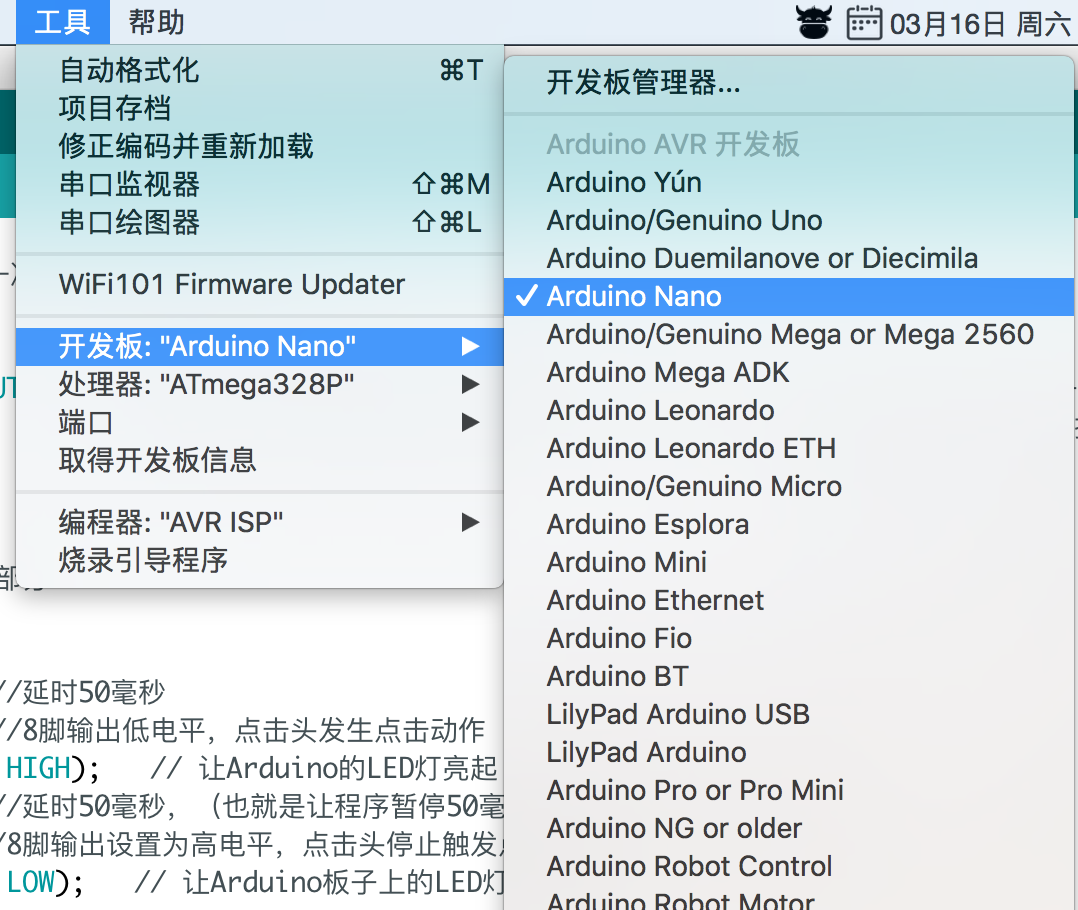 工具 帮助 03月16日 周六
自动格式化 ⌘T
项目存档
修正编码并重新加载
串口监视器 ⇧⌘M
串口绘图器 ⇧⌘L
WiFi101 Firmware Updater
开发板: "Arduino Nano"
处理器: "ATmega328P"
端口
取得开发板信息
编程器: "AVR ISP"
烧录引导程序
开发板管理器...
Arduino AVR 开发板
Arduino Yún
Arduino/Genuino Uno
Arduino Duemilanove or Diecimila
✓ Arduino Nano
Arduino/Genuino Mega or Mega 2560
Arduino Mega ADK
Arduino Leonardo
Arduino Leonardo ETH
Arduino/Genuino Micro
Arduino Esplora
Arduino Mini
Arduino Ethernet
Arduino Fio
Arduino BT
LilyPad Arduino USB
LilyPad Arduino
Arduino Pro or Pro Mini
Arduino NG or older
Arduino Robot Control
Arduino Robot Motor
//延时50毫秒
//8脚输出低电平，点击头发生点击动作
HIGH); // 让Arduino的LED灯亮起
//延时50毫秒，（也就是让程序暂停50毫
/8脚输出设置为高电平，点击头停止触发
LOW); // 让Arduino板子上的LED灯